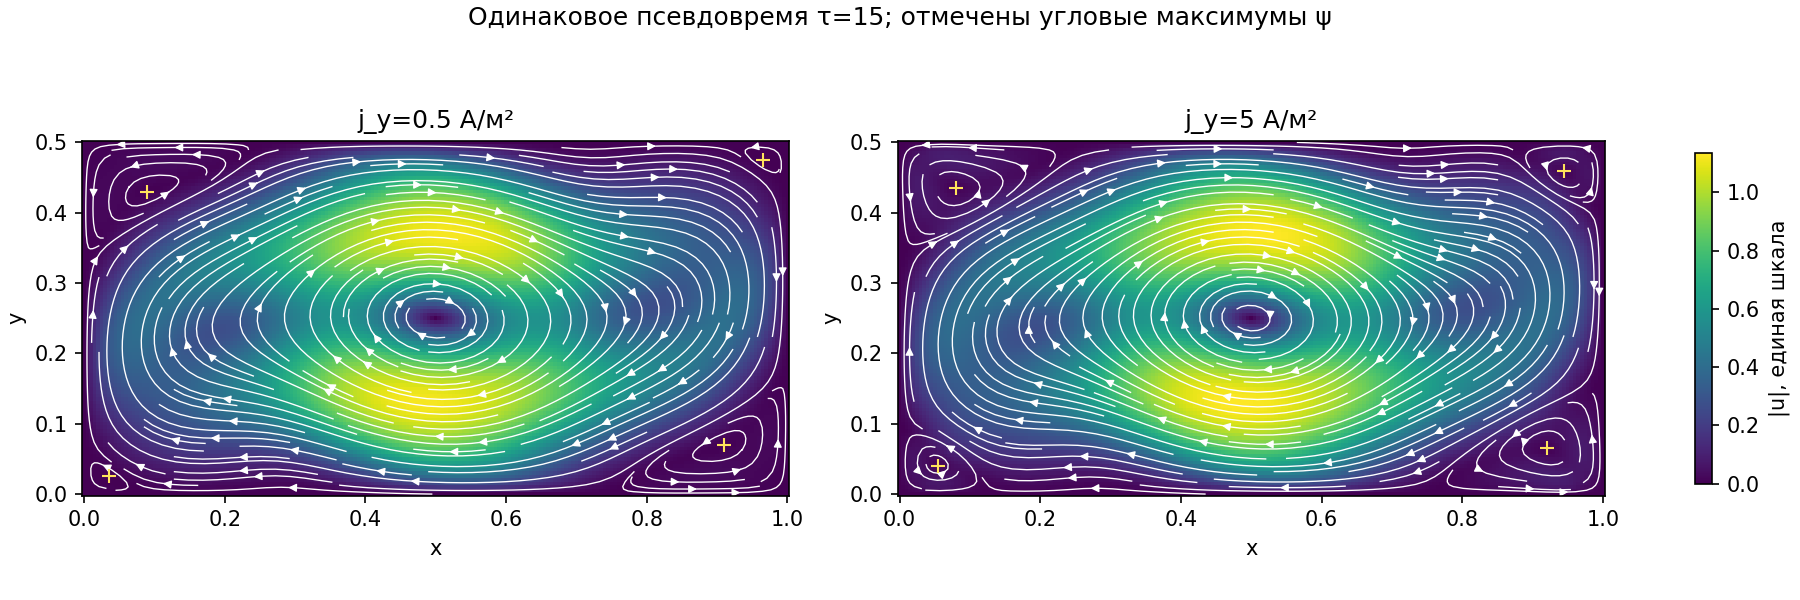 Одинаковое псевдовремя τ=15; отмечены угловые максимумы ψ
j_y=0.5 А/м²
j_y=5 А/м²
0.5
0.4
0.3
0.2
0.1
0.0
y
0.0 0.2 0.4 0.6 0.8 1.0
x
0.5
0.4
0.3
0.2
0.1
0.0
y
0.0 0.2 0.4 0.6 0.8 1.0
x
1.0
0.8
0.6
0.4
0.2
0.0
|u|, единая шкала